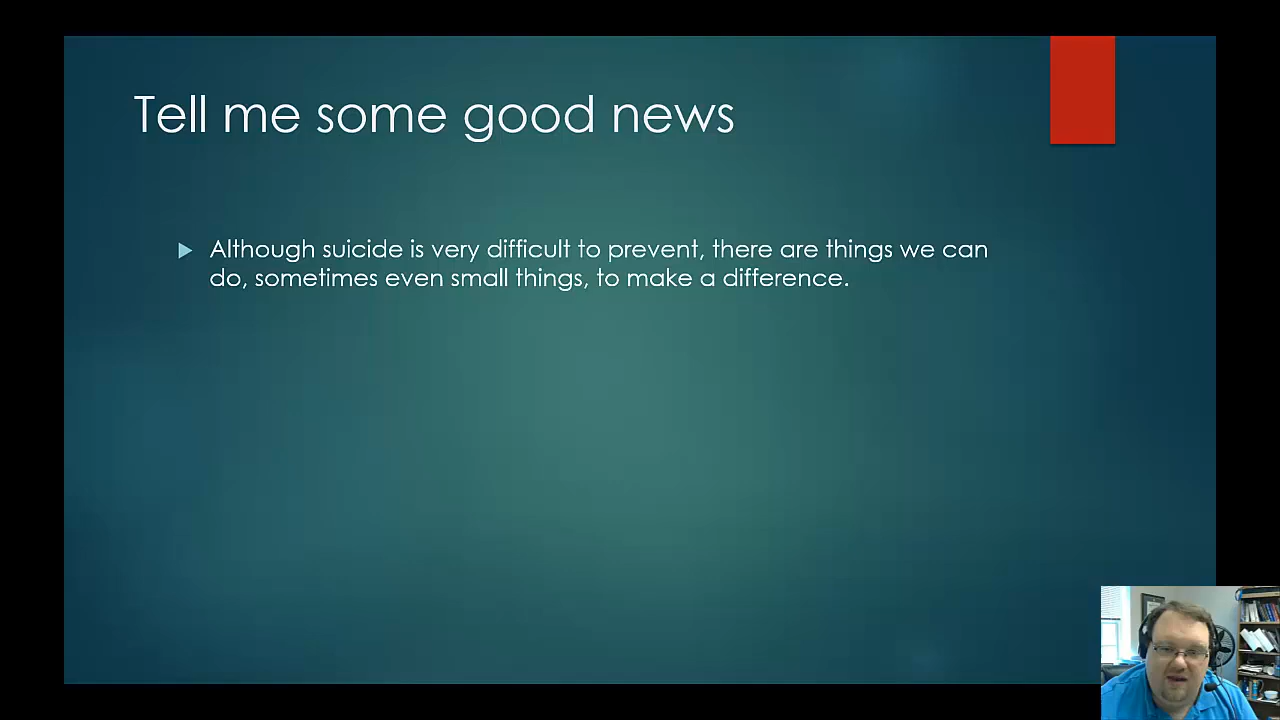 Tell me some good news
Although suicide is very difficult to prevent, there are things we can
do, sometimes even small things, to make a difference.